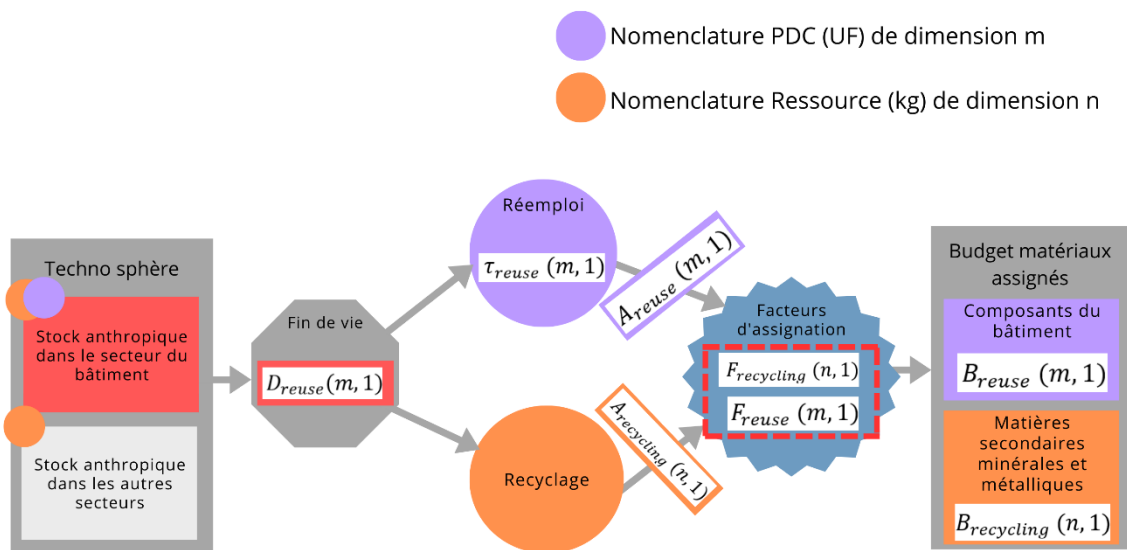 Nomenclature PDC (UF) de dimension m
Nomenclature Ressource (kg) de dimension n
Techno sphère
Stock anthropique
dans le secteur du
bâtiment
Stock anthropique
dans les autres
secteurs
Fin de vie
D_reuse(m, 1)
Réemploi
τ_reuse (m, 1)
A_reuse (m, 1)
Recyclage
A_recycling (n, 1)
Facteurs
d'assignation
F_recycling (n, 1)
F_reuse (m, 1)
Budget matériaux
assignés
Composants du
bâtiment
B_reuse (m, 1)
Matières
secondaires
minérales et
métalliques
B_recycling (n, 1)